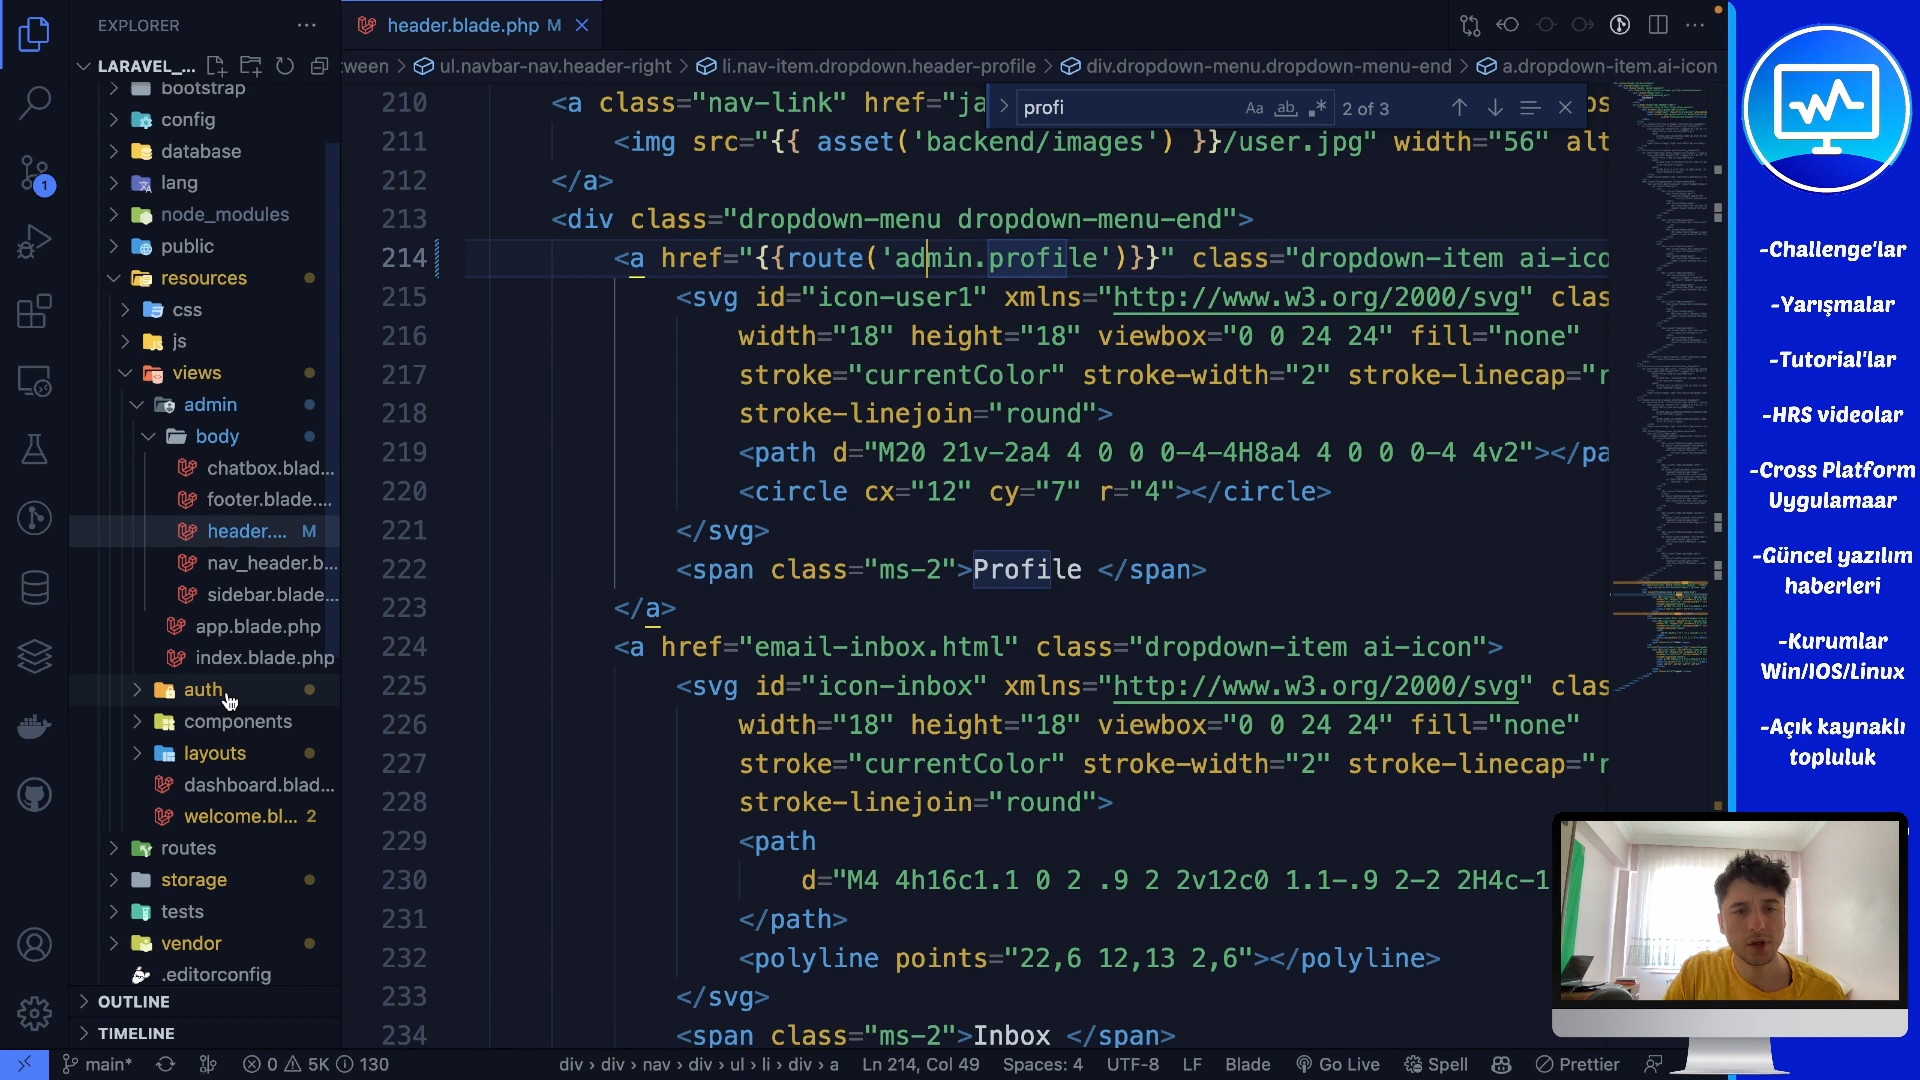 EXPLORER
LARAVEL_...
bootstrap
config
database
lang
node_modules
public
resources
css
js
views
admin
body
chatbox.blad...
footer.blade....
header.... M
nav_header.b...
sidebar.blade...
app.blade.php
index.blade.php
auth
components
layouts
dashboard.blad...
welcome.bl... 2
routes
storage
tests
vendor
.editorconfig
OUTLINE
TIMELINE
header.blade.php M
tween > ul.navbar-nav.header-right > li.nav-item.dropdown.header-profile > div.dropdown-menu.dropdown-menu-end > a.dropdown-item.ai-icon
profi Aa ab .* 2 of 3
210 <a class="nav-link" href="ja
211 <img src="{{ asset('backend/images') }}/user.jpg" width="56" alt
212 </a>
213 <div class="dropdown-menu dropdown-menu-end">
214 <a href="{{route('admin.profile')}}" class="dropdown-item ai-ico
215 <svg id="icon-user1" xmlns="http://www.w3.org/2000/svg" clas
216 width="18" height="18" viewbox="0 0 24 24" fill="none"
217 stroke="currentColor" stroke-width="2" stroke-linecap="r
218 stroke-linejoin="round">
219 <path d="M20 21v-2a4 4 0 0 0-4-4H8a4 4 0 0 0-4 4v2"></pa
220 <circle cx="12" cy="7" r="4"></circle>
221 </svg>
222 <span class="ms-2">Profile </span>
223 </a>
224 <a href="email-inbox.html" class="dropdown-item ai-icon">
225 <svg id="icon-inbox" xmlns="http://www.w3.org/2000/svg" clas
226 width="18" height="18" viewbox="0 0 24 24" fill="none"
227 stroke="currentColor" stroke-width="2" stroke-linecap="r
228 stroke-linejoin="round">
229 <path
230 d="M4 4h16c1.1 0 2 .9 2 2v12c0 1.1-.9 2-2 2H4c-1
231 </path>
232 <polyline points="22,6 12,13 2,6"></polyline>
233 </svg>
234 <span class="ms-2">Inbox </span>
-Challenge'lar
-Yarışmalar
-Tutorial'lar
-HRS videolar
-Cross Platform
Uygulamaar
-Güncel yazılım
haberleri
-Kurumlar
Win/IOS/Linux
-Açık kaynaklı
topluluk
1
main* 0 5K 130 div > div > nav > div > ul > li > div > a Ln 214, Col 49 Spaces: 4 UTF-8 LF Blade Go Live Spell Prettier